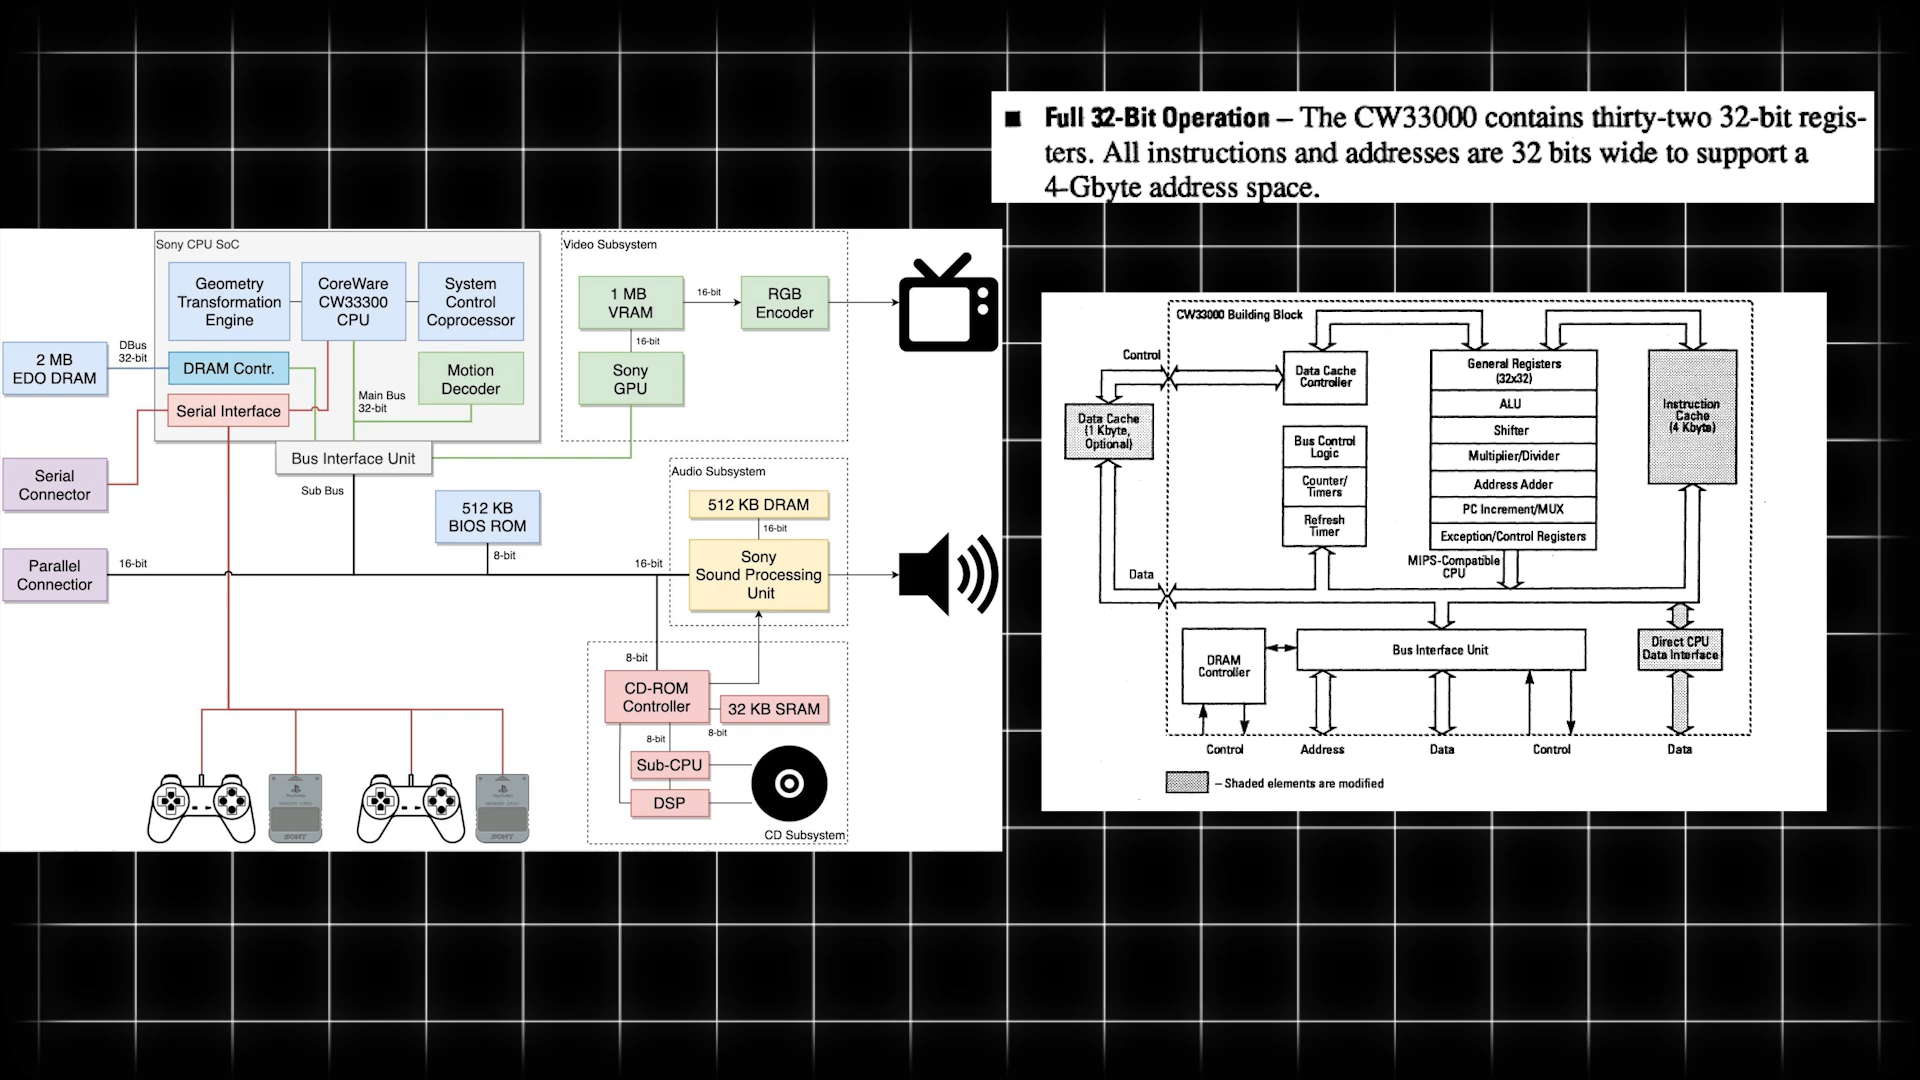 ■ Full 32-Bit Operation – The CW33000 contains thirty-two 32-bit regis-
ters. All instructions and addresses are 32 bits wide to support a
4-Gbyte address space.
Sony CPU SoC
Geometry
Transformation
Engine
CoreWare
CW33300
CPU
System
Control
Coprocessor
DBus
32-bit
2 MB
EDO DRAM
DRAM Contr.
Motion
Decoder
Main Bus
32-bit
Serial Interface
Bus Interface Unit
Serial
Connector
Sub Bus
512 KB
BIOS ROM
8-bit
Parallel
Connectior
16-bit
16-bit
Video Subsystem
1 MB
VRAM
16-bit
RGB
Encoder
16-bit
Sony
GPU
Audio Subsystem
512 KB DRAM
16-bit
Sony
Sound Processing
Unit
8-bit
CD-ROM
Controller
32 KB SRAM
8-bit
8-bit
Sub-CPU
DSP
CD Subsystem
SONY
SONY
CW33000 Building Block
Control
Data Cache
Controller
General Registers
(32x32)
ALU
Shifter
Multiplier/Divider
Address Adder
PC Increment/MUX
Exception/Control Registers
Instruction
Cache
(4 Kbyte)
Data Cache
(1 Kbyte,
Optional)
Bus Control
Logic
Counter/
Timers
Refresh
Timer
MIPS-Compatible
CPU
Data
DRAM
Controller
Bus Interface Unit
Direct CPU
Data Interface
Control
Address
Data
Control
Data
– Shaded elements are modified